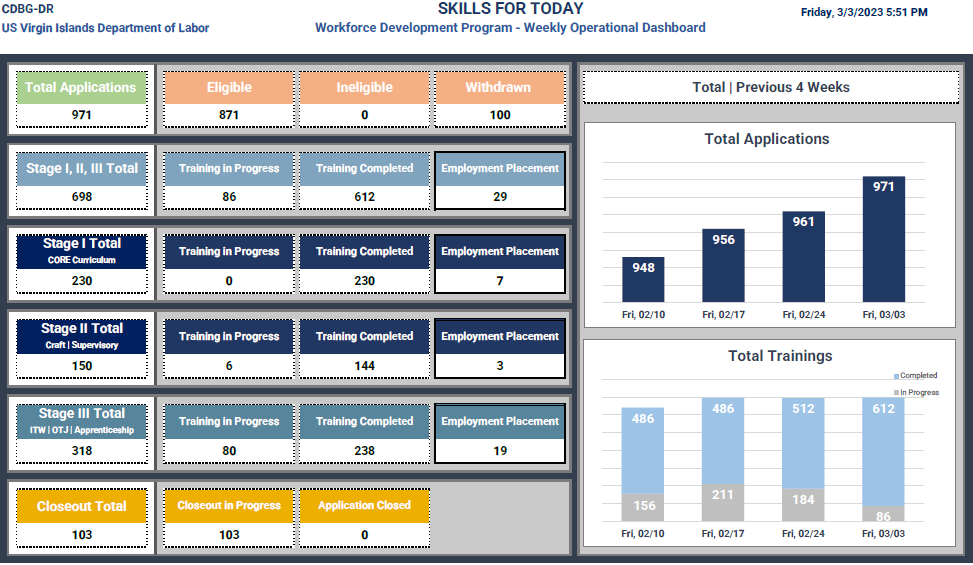 CDBG-DR
SKILLS FOR TODAY
Friday, 3/3/2023 5:51 PM
US Virgin Islands Department of Labor
Workforce Development Program - Weekly Operational Dashboard
Total Applications
Eligible
Ineligible
Withdrawn
971
871
0
100
Stage I, II, III Total
Training in Progress
Training Completed
Employment Placement
698
86
612
29
Stage I Total
CORE Curriculum
Training in Progress
Training Completed
Employment Placement
230
0
230
7
Stage II Total
Craft | Supervisory
Training in Progress
Training Completed
Employment Placement
150
6
144
3
Stage III Total
ITW | OTJ | Apprenticeship
Training in Progress
Training Completed
Employment Placement
318
80
238
19
Closeout Total
Closeout in Progress
Application Closed
103
103
0
Total | Previous 4 Weeks
Total Applications
948
956
961
971
Fri, 02/10
Fri, 02/17
Fri, 02/24
Fri, 03/03
Total Trainings
Completed
In Progress
486
486
512
612
156
211
184
86
Fri, 02/10
Fri, 02/17
Fri, 02/24
Fri, 03/03